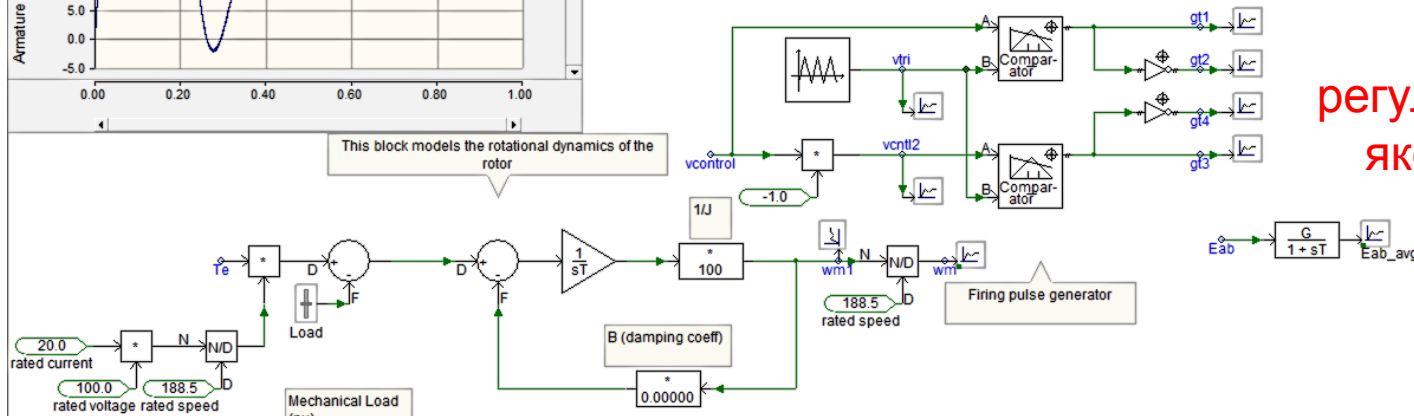 Armature
5.0
0.0
-5.0
0.00 0.20 0.40 0.60 0.80 1.00
This block models the rotational dynamics of the
rotor
vcontrol
*
-1.0
vtri
vcntl2
A
B
Compar-
ator
A
B
Compar-
ator
gt1
gt2
gt4
gt3
Te
*
D
+
-
F
Load
D
+
-
F
1
sT
1/J
*
100
wm1
N
N/D
D
wm
188.5
rated speed
Firing pulse generator
Eab
G
1 + sT
Eab_avg
B (damping coeff)
*
0.00000
20.0
rated current
*
N
N/D
D
100.0
rated voltage
188.5
rated speed
Mechanical Load